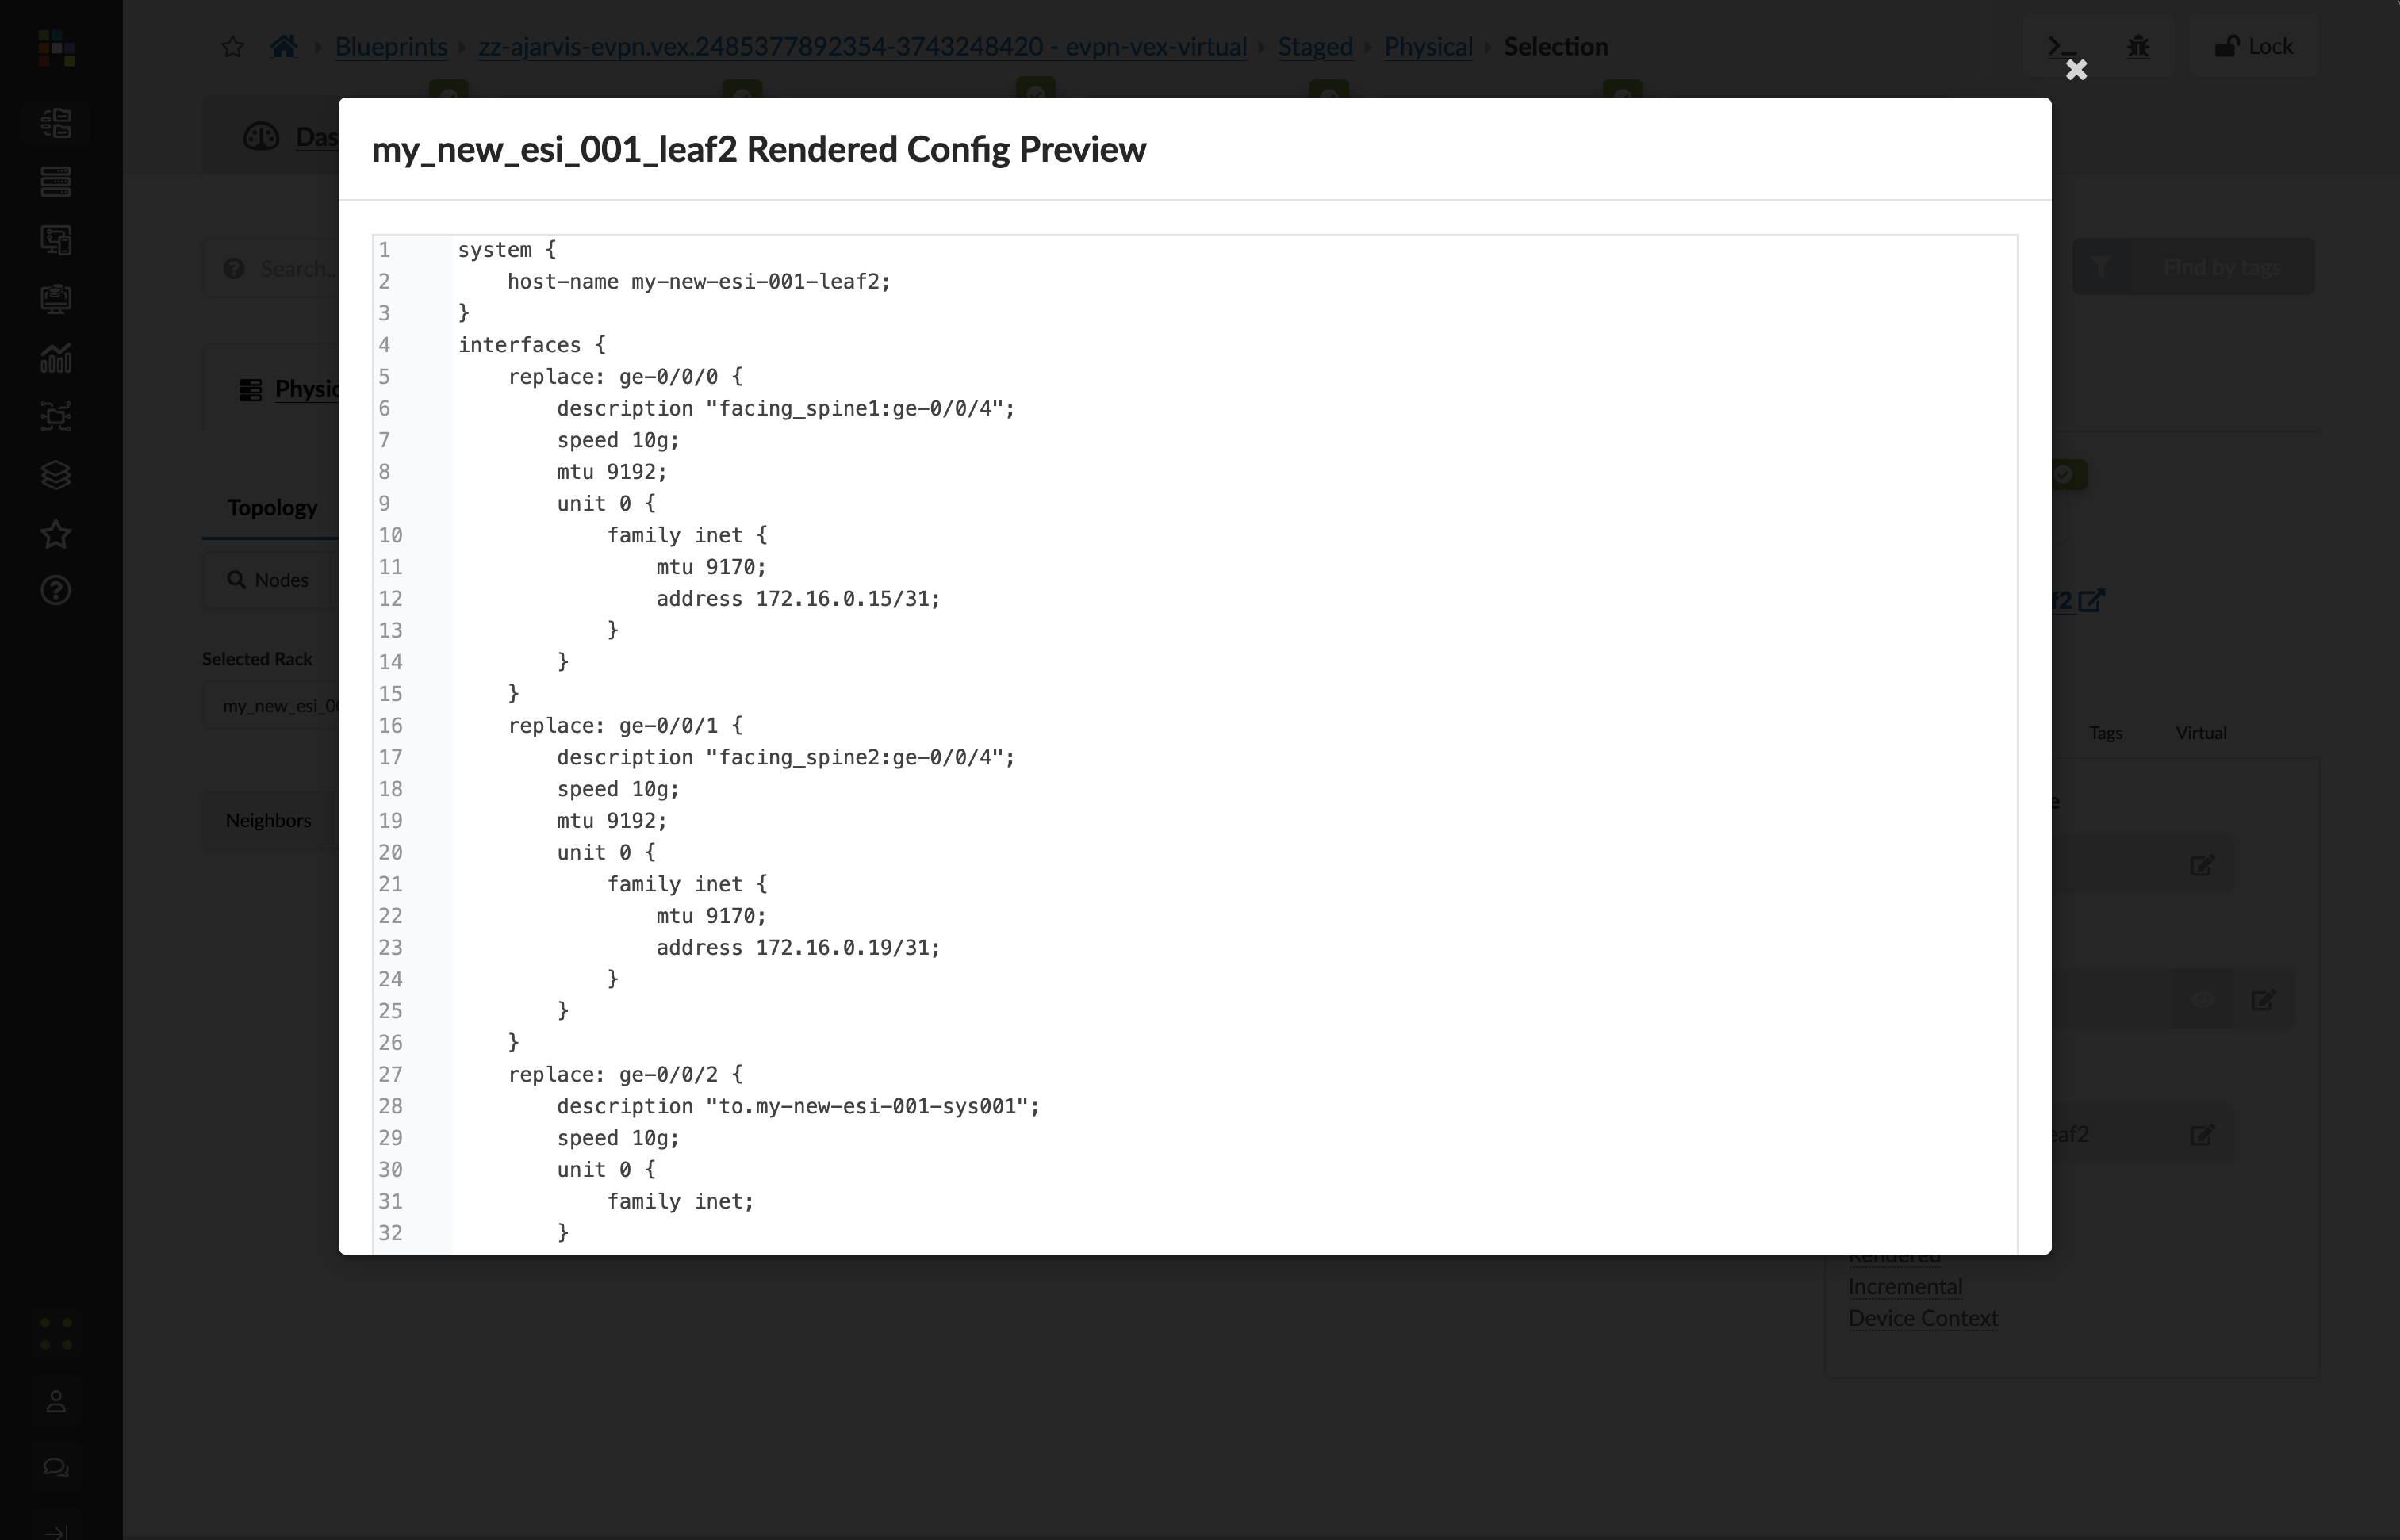 Blueprints zz-ajarvis-evpn.vex.2485377892354-3743248420 - evpn-vex-virtual Staged Physical Selection
Lock
my_new_esi_001_leaf2 Rendered Config Preview
Search...
Find by tags
Topology
Nodes
Selected Rack
Neighbors
1 system {
2 host-name my-new-esi-001-leaf2;
3 }
4 interfaces {
5 replace: ge-0/0/0 {
6 description "facing_spine1:ge-0/0/4";
7 speed 10g;
8 mtu 9192;
9 unit 0 {
10 family inet {
11 mtu 9170;
12 address 172.16.0.15/31;
13 }
14 }
15 }
16 replace: ge-0/0/1 {
17 description "facing_spine2:ge-0/0/4";
18 speed 10g;
19 mtu 9192;
20 unit 0 {
21 family inet {
22 mtu 9170;
23 address 172.16.0.19/31;
24 }
25 }
26 }
27 replace: ge-0/0/2 {
28 description "to.my-new-esi-001-sys001";
29 speed 10g;
30 unit 0 {
31 family inet;
32 }
Tags Virtual
Rendered
Incremental
Device Context